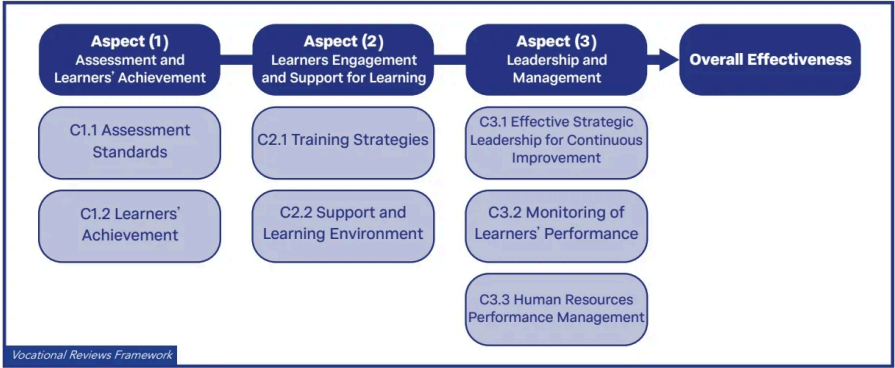 Aspect (1)
Assessment and
Learners' Achievement
Aspect (2)
Learners Engagement
and Support for Learning
Aspect (3)
Leadership and
Management
Overall Effectiveness
C1.1 Assessment
Standards
C2.1 Training Strategies
C3.1 Effective Strategic
Leadership for Continuous
Improvement
C1.2 Learners'
Achievement
C2.2 Support and
Learning Environment
C3.2 Monitoring of
Learners' Performance
C3.3 Human Resources
Performance Management
Vocational Reviews Framework